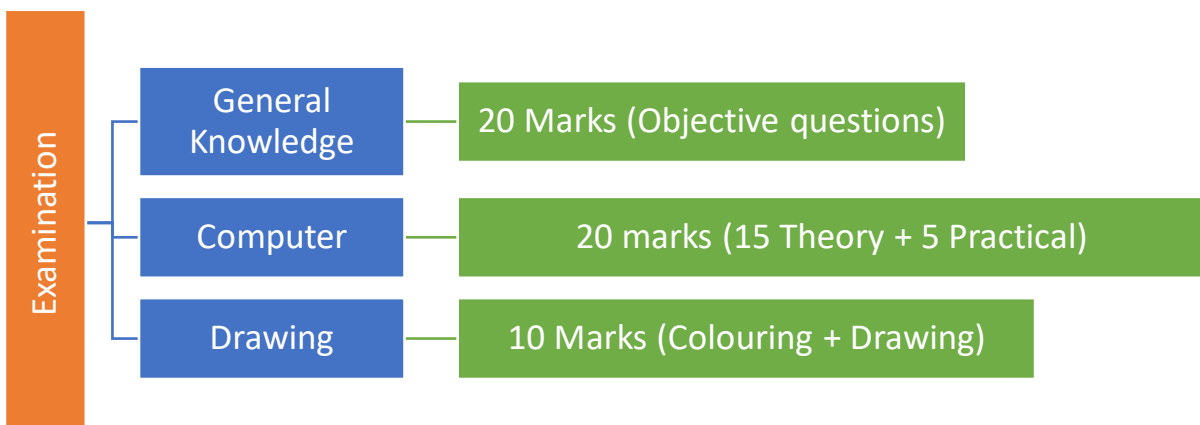 Examination
General
Knowledge
20 Marks (Objective questions)
Computer
20 marks (15 Theory + 5 Practical)
Drawing
10 Marks (Colouring + Drawing)